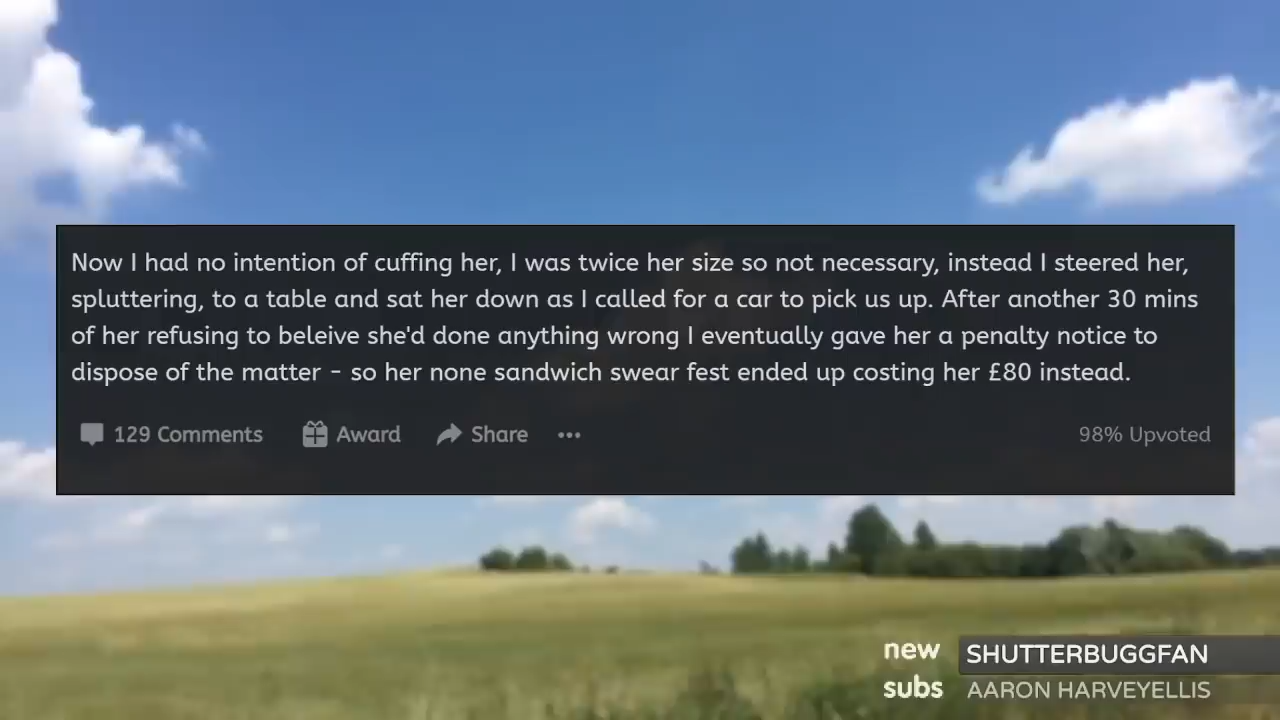 Now I had no intention of cuffing her, I was twice her size so not necessary, instead I steered her,
spluttering, to a table and sat her down as I called for a car to pick us up. After another 30 mins
of her refusing to beleive she'd done anything wrong I eventually gave her a penalty notice to
dispose of the matter - so her none sandwich swear fest ended up costing her £80 instead.
129 Comments Award Share ••• 98% Upvoted
new SHUTTERBUGGFAN
subs AARON HARVEYELLIS